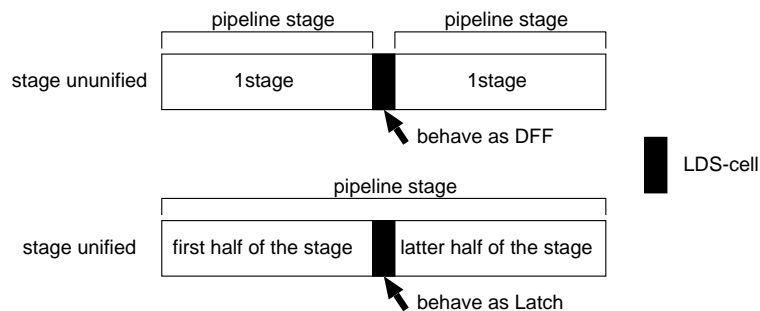 pipeline stage
pipeline stage
stage ununified
1stage
1stage
behave as DFF
LDS-cell
pipeline stage
stage unified
first half of the stage
latter half of the stage
behave as Latch